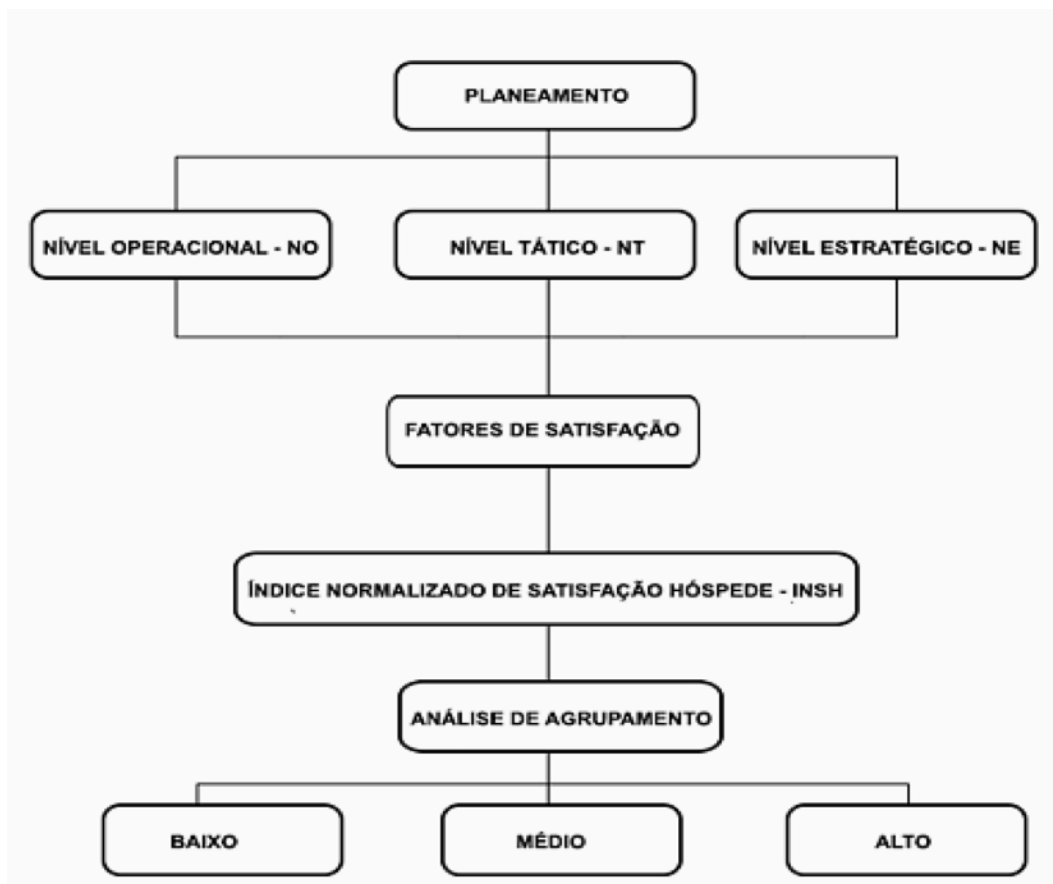 PLANEAMENTO
NÍVEL OPERACIONAL - NO
NÍVEL TÁTICO - NT
NÍVEL ESTRATÉGICO - NE
FATORES DE SATISFAÇÃO
ÍNDICE NORMALIZADO DE SATISFAÇÃO HÓSPEDE - INSH
ANÁLISE DE AGRUPAMENTO
BAIXO
MÉDIO
ALTO